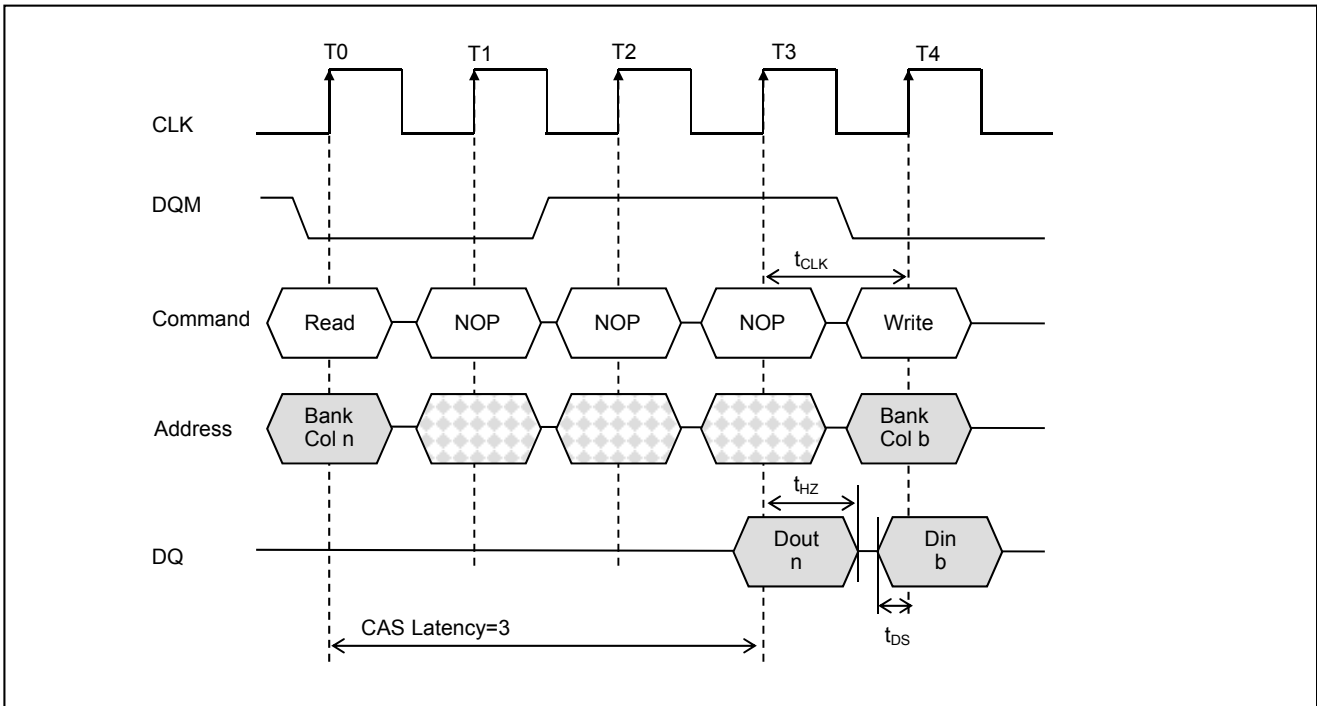 T0 T1 T2 T3 T4
CLK
DQM
tCLK
Command Read NOP NOP NOP Write
Address
Bank
Col n
Bank
Col b
tHZ
DQ
Dout
n
Din
b
CAS Latency=3
tDS